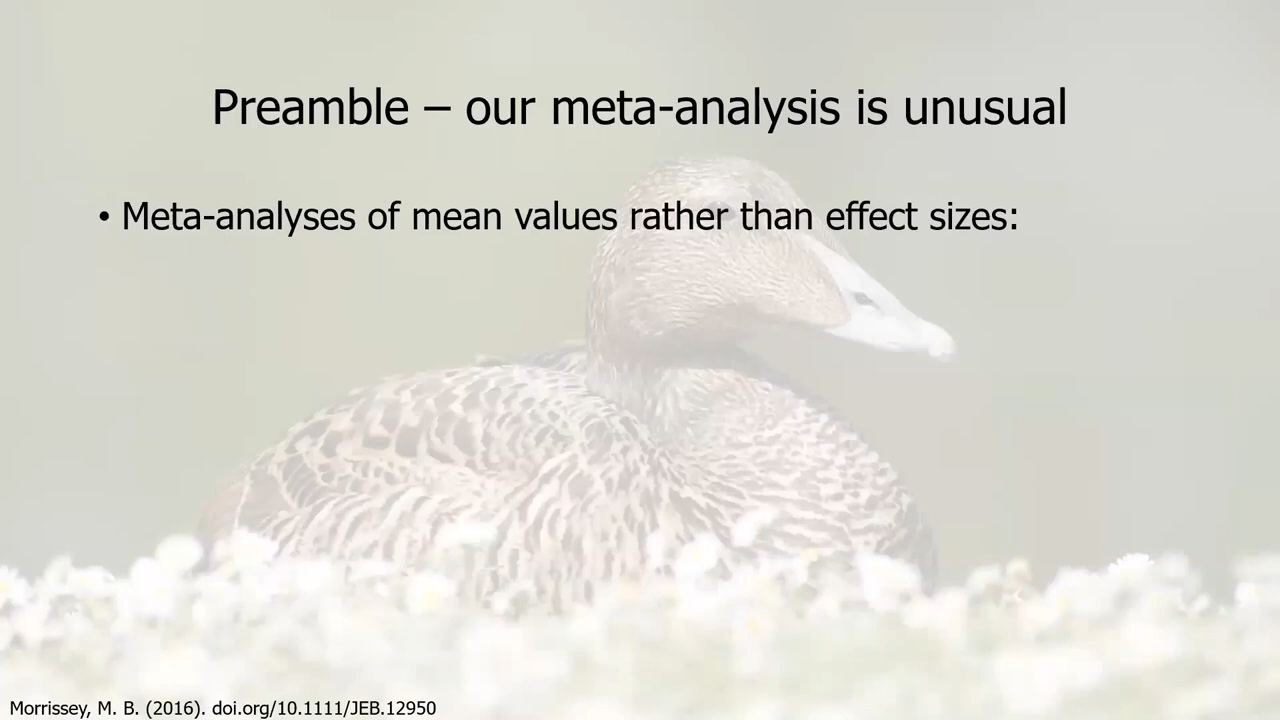 Preamble – our meta-analysis is unusual
• Meta-analyses of mean values rather than effect sizes:
Morrissey, M. B. (2016). doi.org/10.1111/JEB.12950